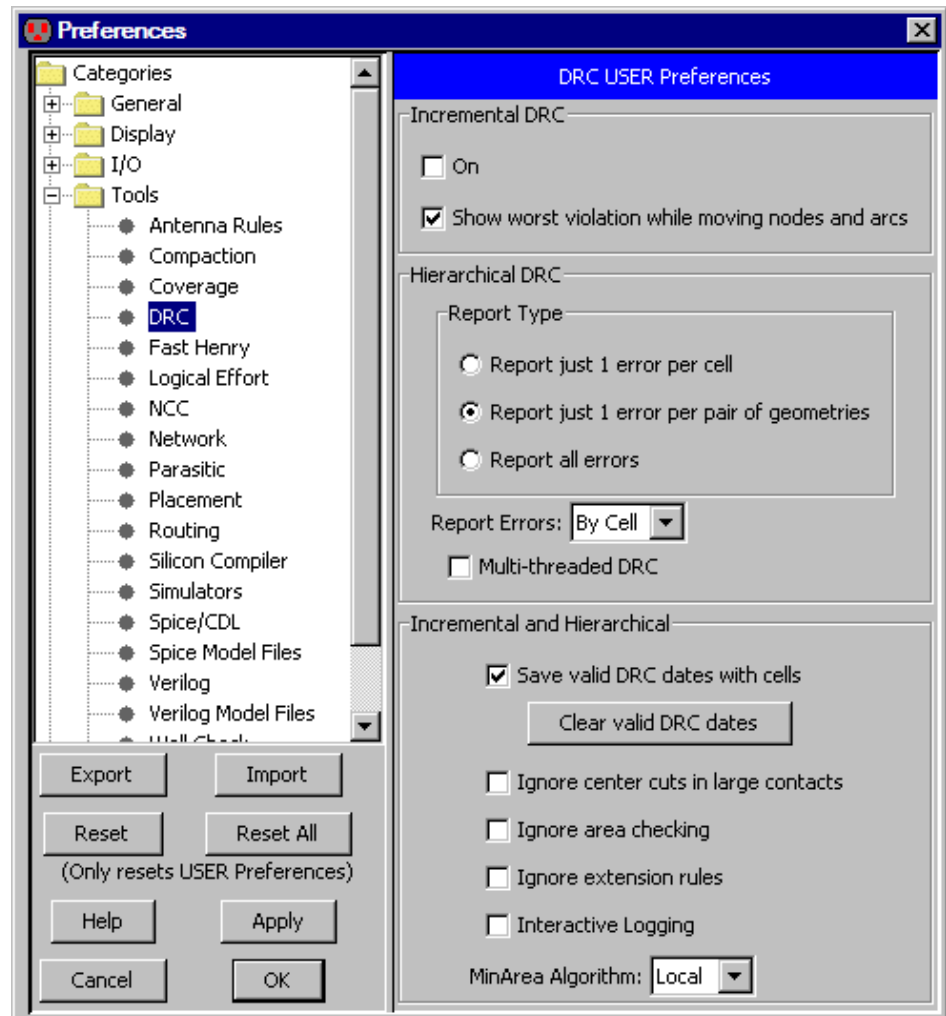 Preferences
Categories
General
Display
I/O
Tools
Antenna Rules
Compaction
Coverage
DRC
Fast Henry
Logical Effort
NCC
Network
Parasitic
Placement
Routing
Silicon Compiler
Simulators
Spice/CDL
Spice Model Files
Verilog
Verilog Model Files
Export Import
Reset Reset All
(Only resets USER Preferences)
Help Apply
Cancel OK
DRC USER Preferences
Incremental DRC
On
Show worst violation while moving nodes and arcs
Hierarchical DRC
Report Type
Report just 1 error per cell
Report just 1 error per pair of geometries
Report all errors
Report Errors: By Cell
Multi-threaded DRC
Incremental and Hierarchical
Save valid DRC dates with cells
Clear valid DRC dates
Ignore center cuts in large contacts
Ignore area checking
Ignore extension rules
Interactive Logging
MinArea Algorithm: Local